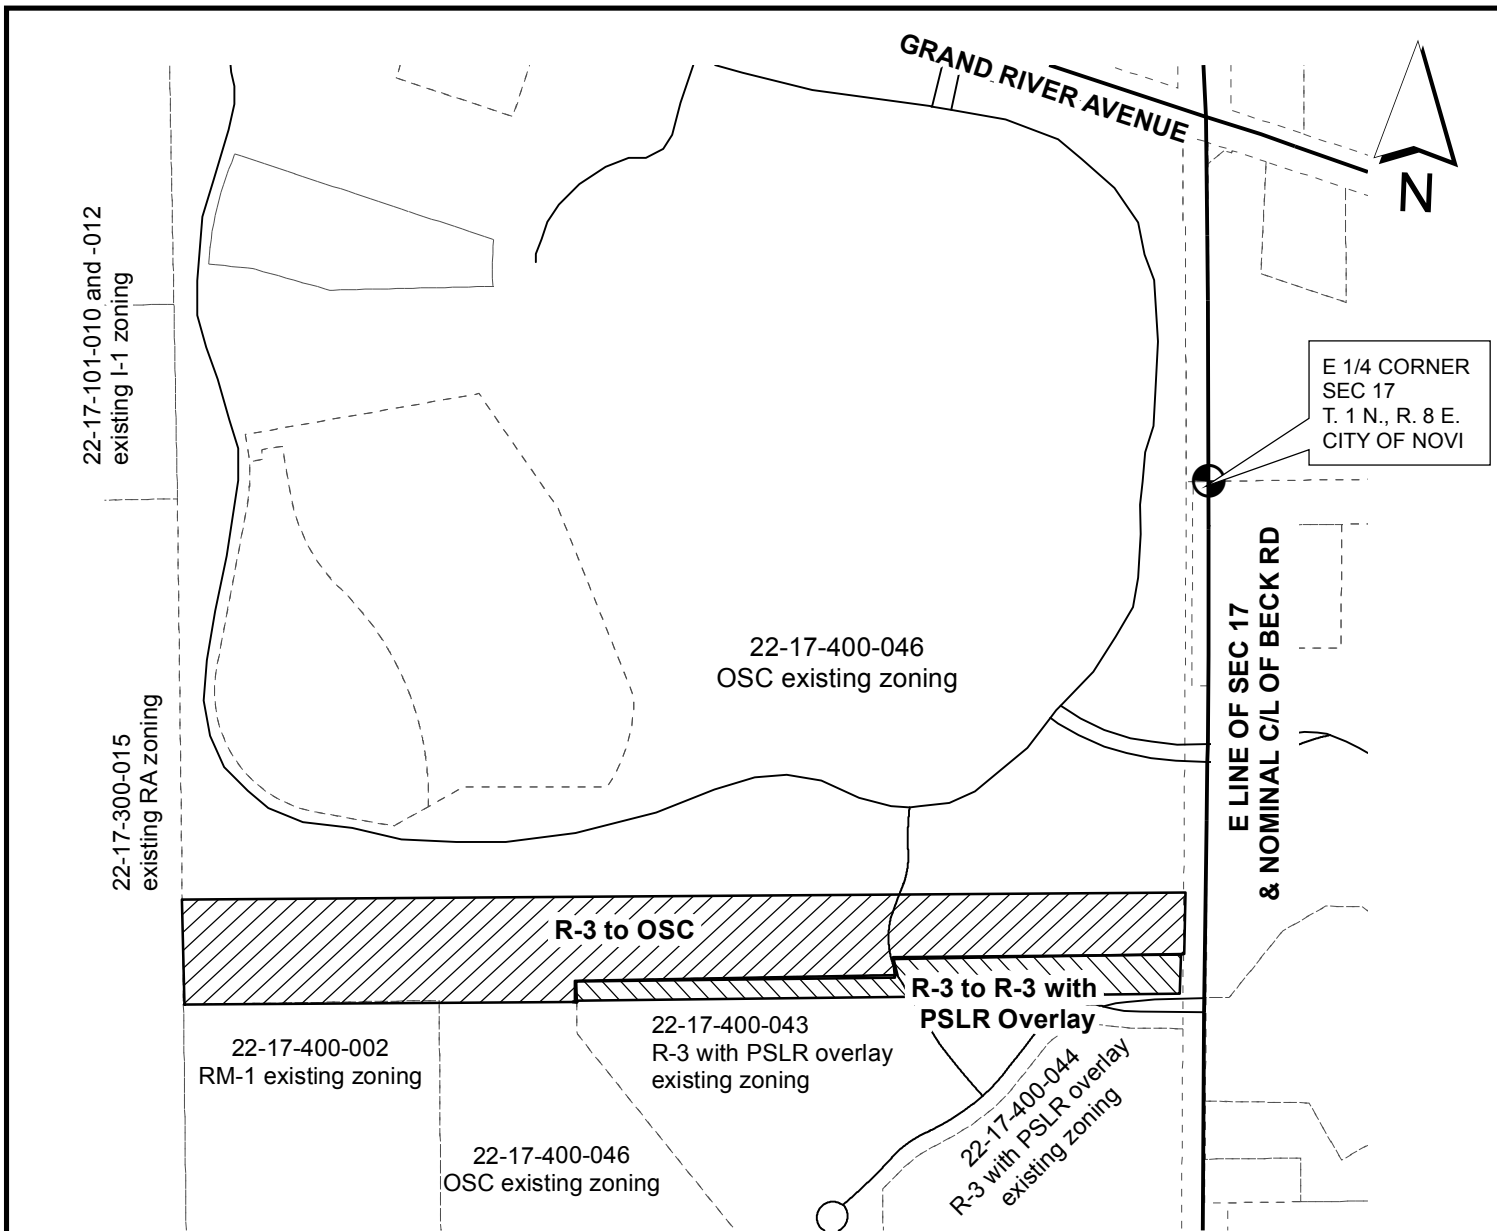 GRAND RIVER AVENUE
N
22-17-101-010 and -012
existing I-1 zoning
E 1/4 CORNER
SEC 17
T. 1 N., R. 8 E.
CITY OF NOVI
22-17-400-046
OSC existing zoning
E LINE OF SEC 17
& NOMINAL C/L OF BECK RD
22-17-300-015
existing RA zoning
R-3 to OSC
R-3 to R-3 with
PSLR Overlay
22-17-400-043
R-3 with PSLR overlay
existing zoning
22-17-400-002
RM-1 existing zoning
22-17-400-044
R-3 with PSLR overlay
existing zoning
22-17-400-046
OSC existing zoning